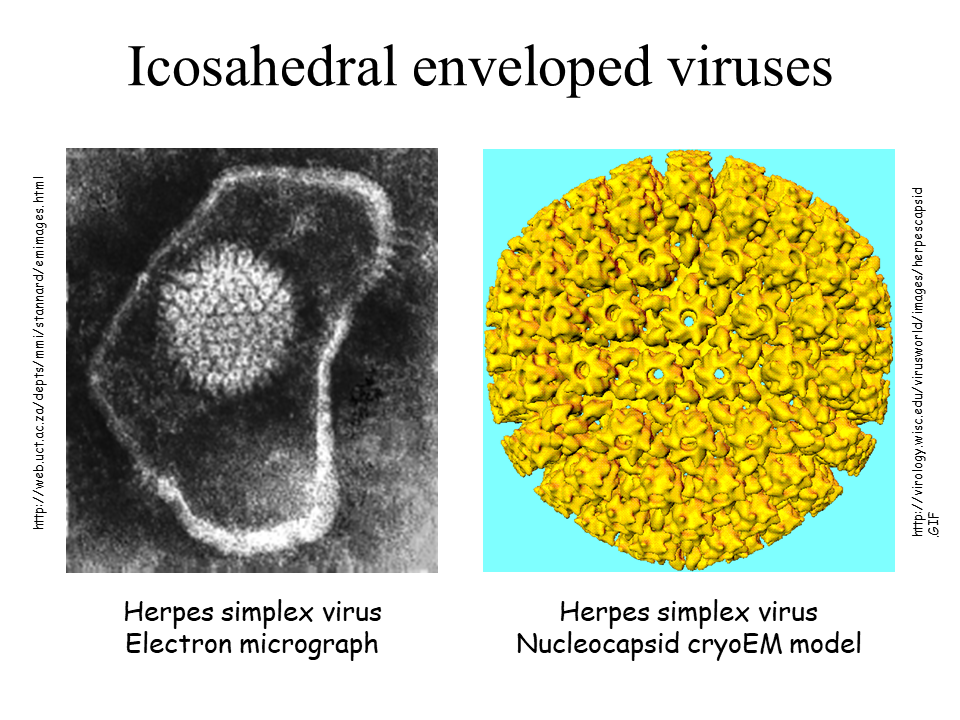 Icosahedral enveloped viruses
http://web.uct.ac.za/depts/mmi/stannard/emimages.html
http://virology.wisc.edu/virusworld/images/herpescapsid
.GIF
Herpes simplex virus
Electron micrograph
Herpes simplex virus
Nucleocapsid cryoEM model